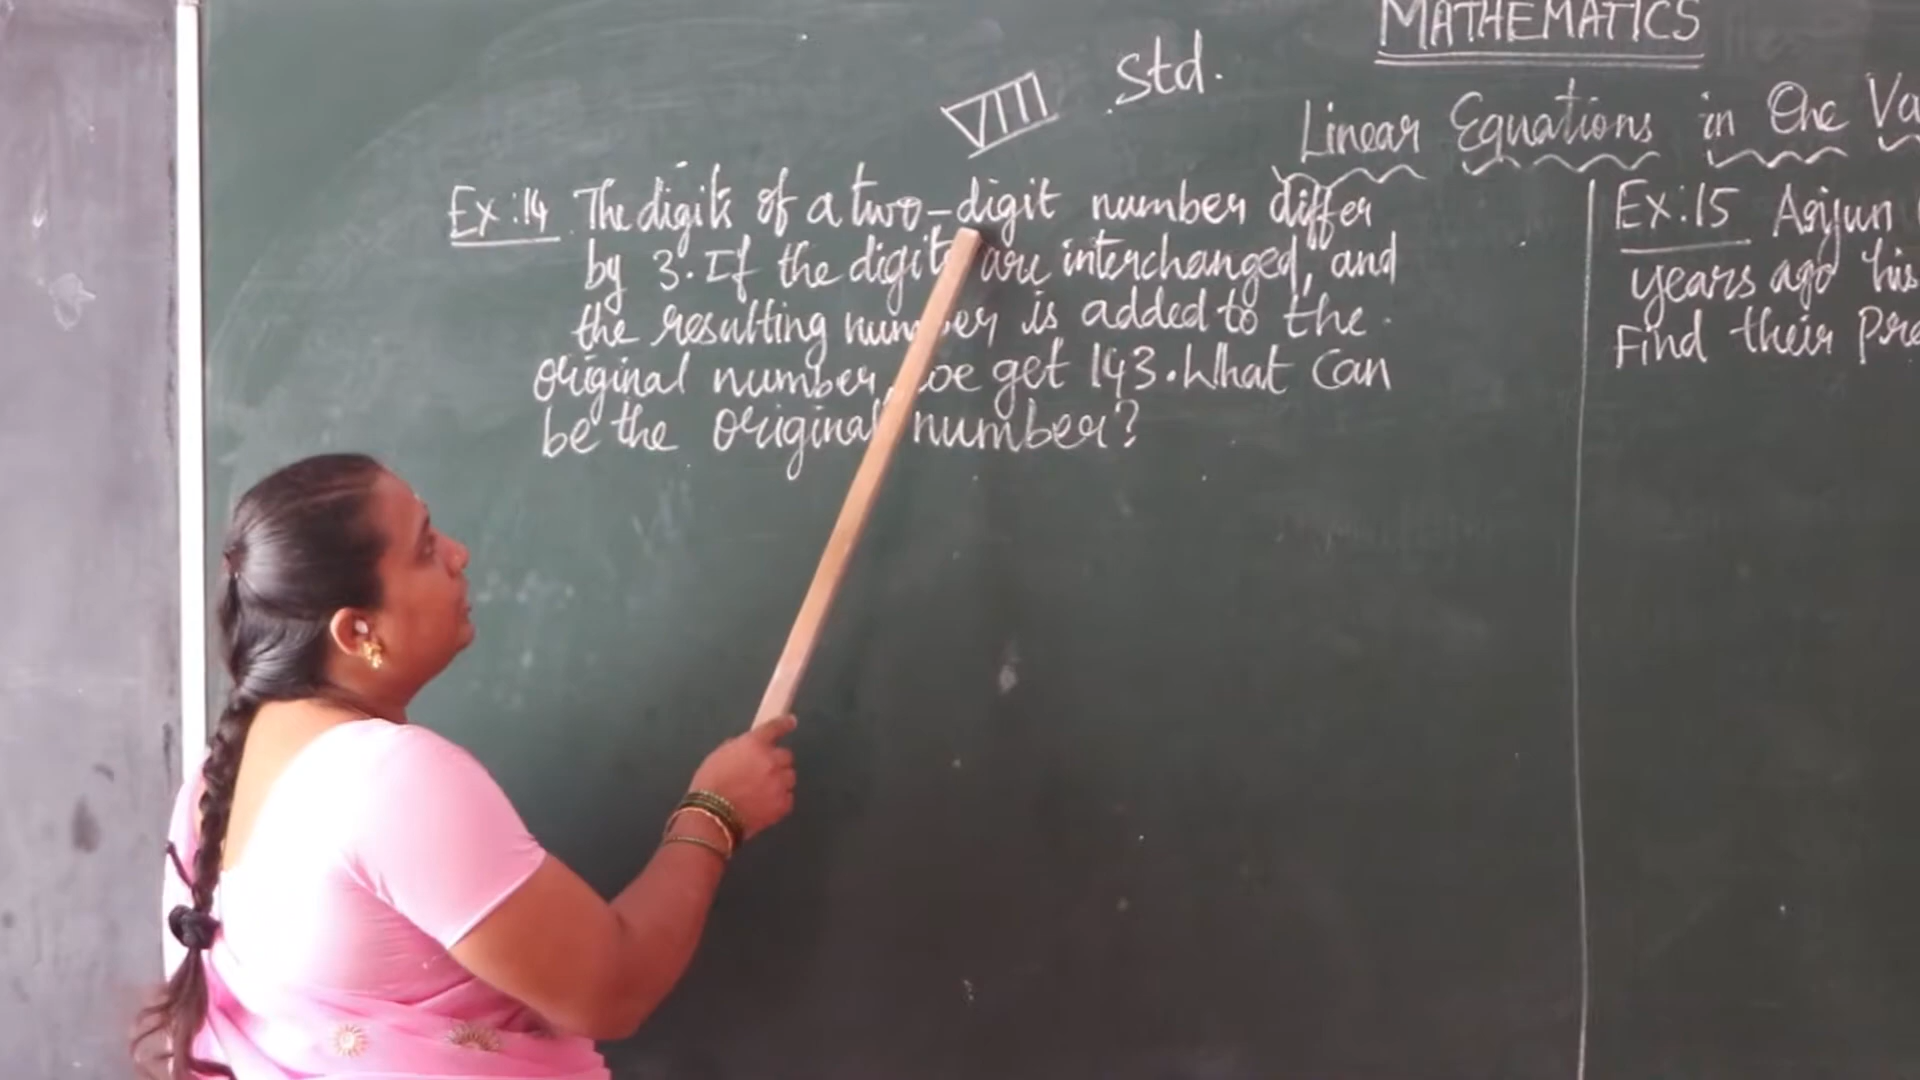 MATHEMATICS
VIII Std.
Linear Equations in One Va
Ex:14 The digits of a two-digit number differ
by 3. If the digits are interchanged, and
the resulting number is added to the
original number, we get 143. What can
be the original number?
Ex:15 Arjun
years ago his
Find their Pre